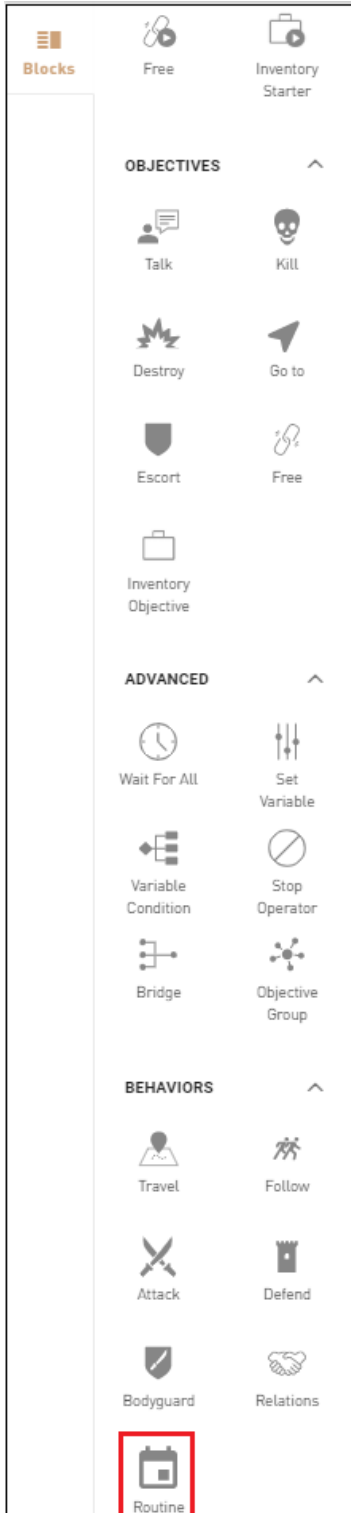 Blocks
Free
Inventory
Starter
OBJECTIVES
Talk
Kill
Destroy
Go to
Escort
Free
Inventory
Objective
ADVANCED
Wait For All
Set
Variable
Variable
Condition
Stop
Operator
Bridge
Objective
Group
BEHAVIORS
Travel
Follow
Attack
Defend
Bodyguard
Relations
Routine